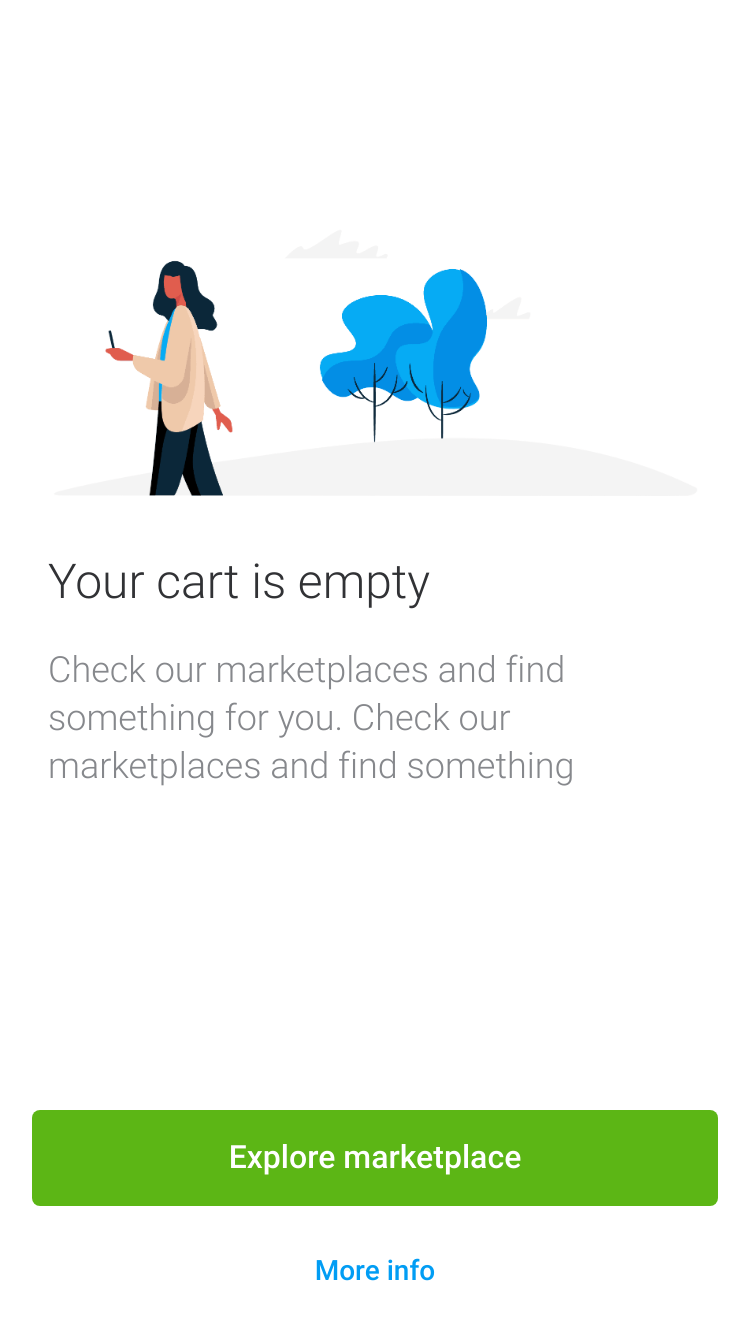 Your cart is empty
Check our marketplaces and find
something for you. Check our
marketplaces and find something
Explore marketplace
More info